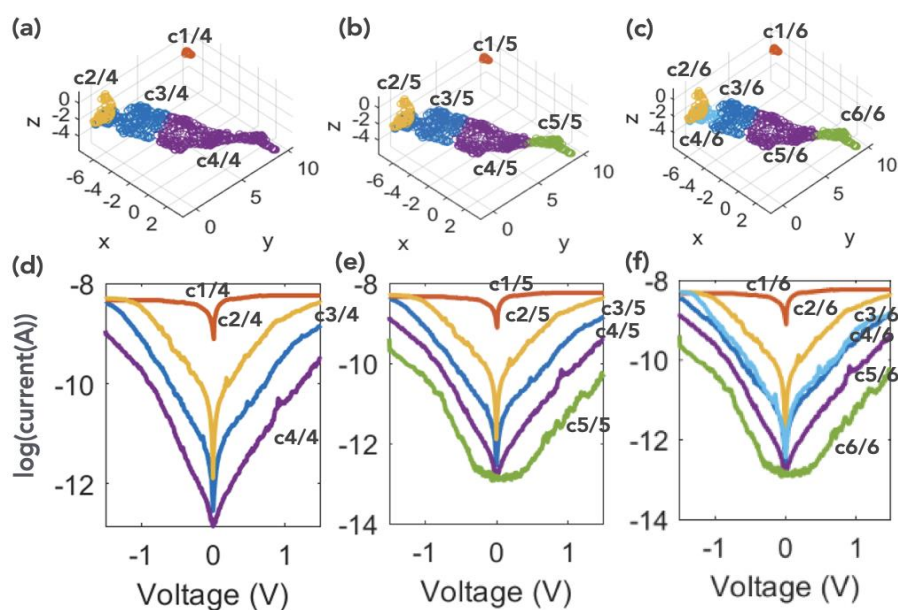 (a)
c1/4
c2/4
c3/4
c4/4
z
0
-2
-4
-6
-4
-2
0
2
x
0
5
10
y
(b)
c1/5
c2/5
c3/5
c4/5
c5/5
z
0
-2
-4
-6
-4
-2
0
2
x
0
5
10
y
(c)
c1/6
c2/6
c3/6
c4/6
c5/6
c6/6
z
0
-2
-4
-6
-4
-2
0
2
x
0
5
10
y
(d)
log(current(A))
-8
-10
-12
c1/4
c2/4
c3/4
c4/4
-1
0
1
Voltage (V)
(e)
-8
-10
-12
-14
c1/5
c2/5
c3/5
c4/5
c5/5
-1
0
1
Voltage (V)
(f)
-8
-10
-12
-14
c1/6
c2/6
c3/6
c4/6
c5/6
c6/6
-1
0
1
Voltage (V)